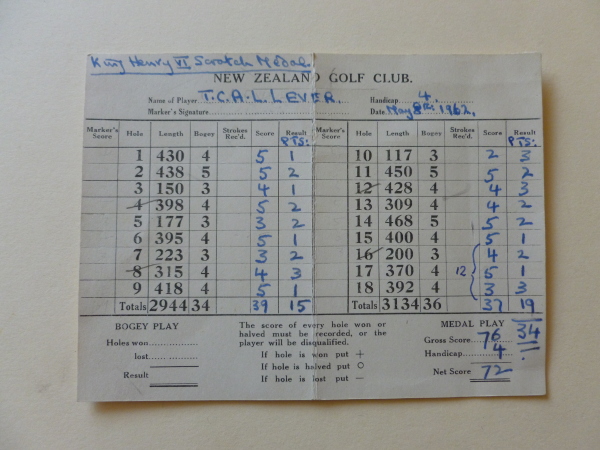 King Henry VI Scratch Medal
NEW ZEALAND GOLF CLUB.
Name of Player T.C.A.L.LEVER. Handicap 4.
Marker's Signature Date May 8th 1962.
Marker's Score Hole Length Bogey Strokes Rec'd. Score Result PTS: Marker's Score Hole Length Bogey Strokes Rec'd. Score Result PTS:
1 430 4 5 1 10 117 3 2 3
2 438 5 5 2 11 450 5 5 2
3 150 3 4 1 12 428 4 4 3
4 398 4 5 2 13 309 4 4 2
5 177 3 3 2 14 468 5 5 2
6 395 4 5 1 15 400 4 5 1
7 223 3 3 2 16 200 3 4 2
8 315 4 4 3 17 370 4 12 5 1
9 418 4 5 1 18 392 4 3 3
Totals 2944 34 39 15 Totals 3134 36 37 19
BOGEY PLAY The score of every hole won or MEDAL PLAY 34
Holes won halved must be recorded, or the Gross Score 76
lost player will be disqualified. Handicap 4
Result If hole is won put + Net Score 72
If hole is halved put O
If hole is lost put —